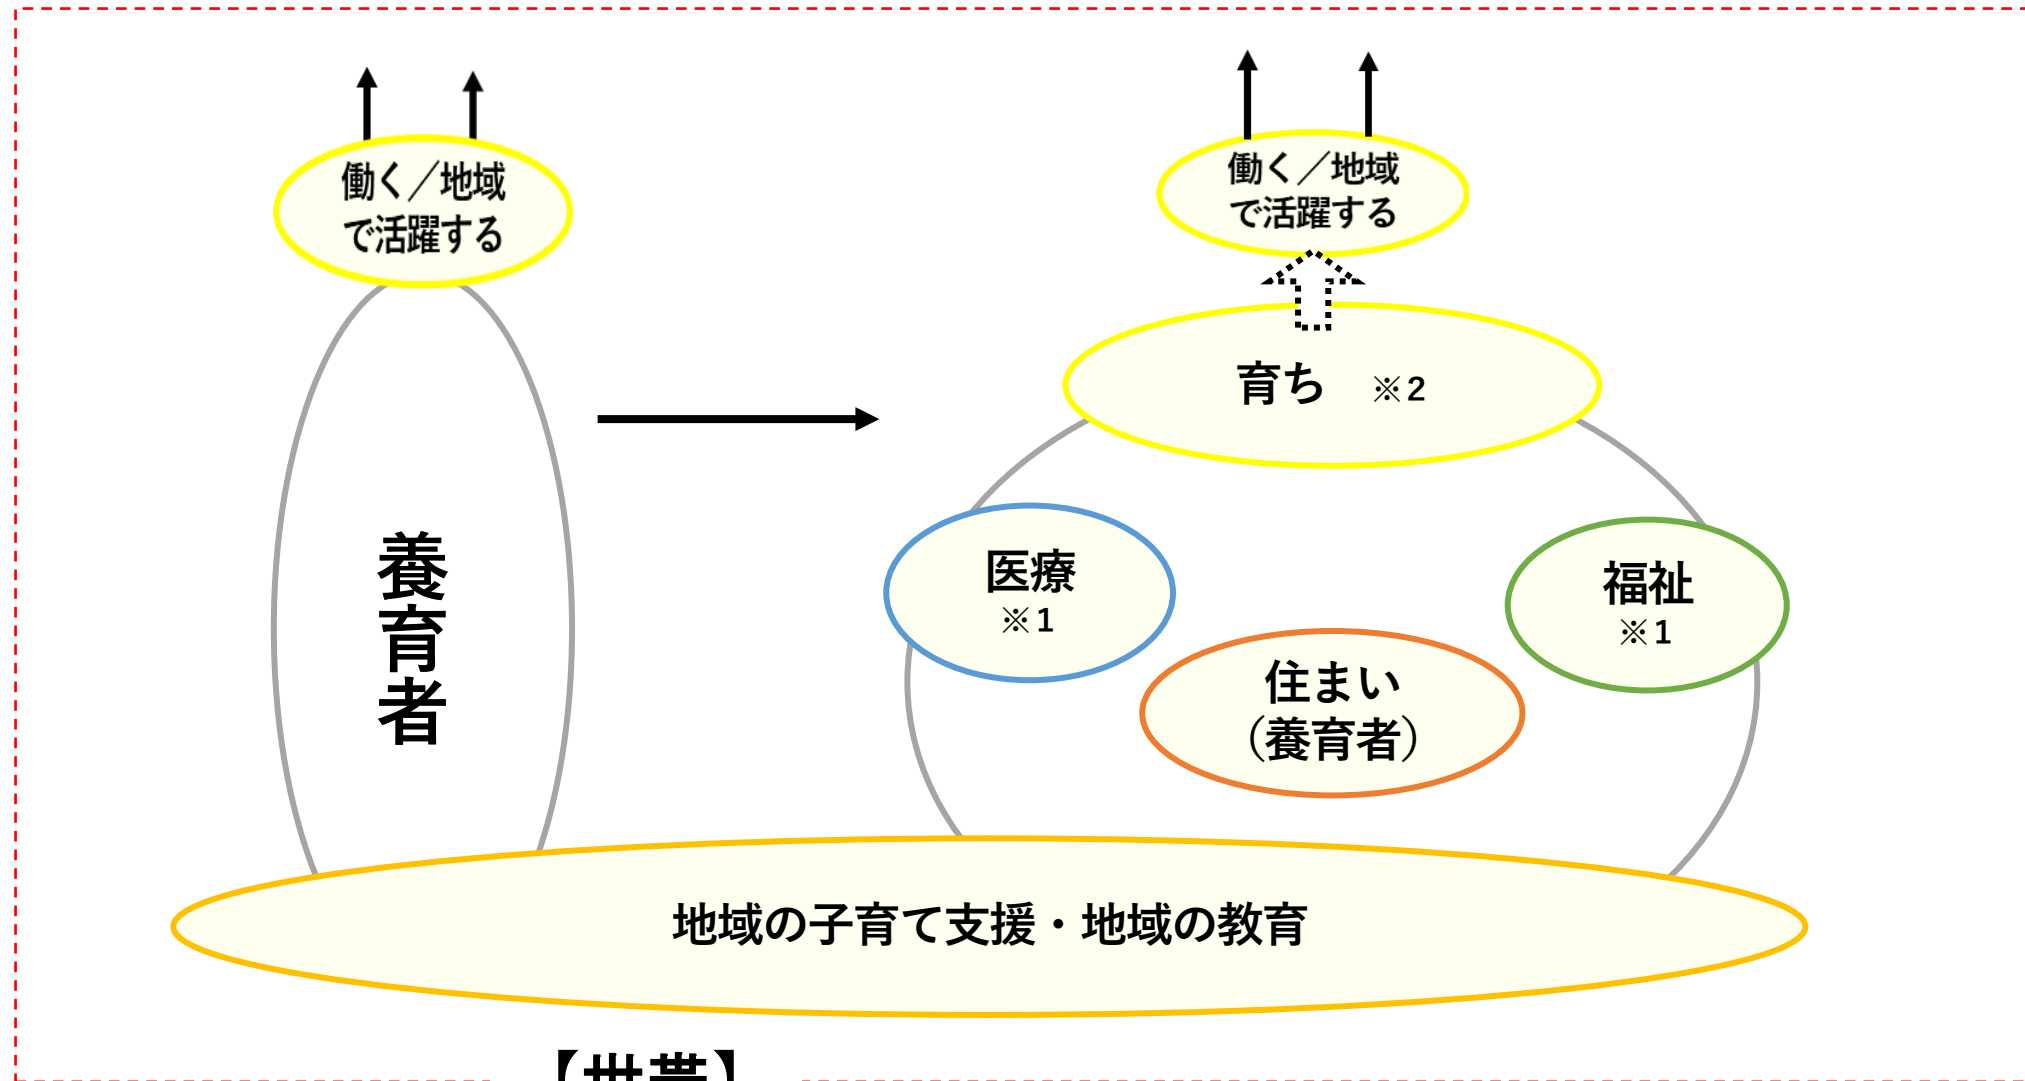 働く／地域
で活躍する
養育者
働く／地域
で活躍する
育ち ※2
医療
※1
福祉
※1
住まい
（養育者）
地域の子育て支援・地域の教育
【世帯】